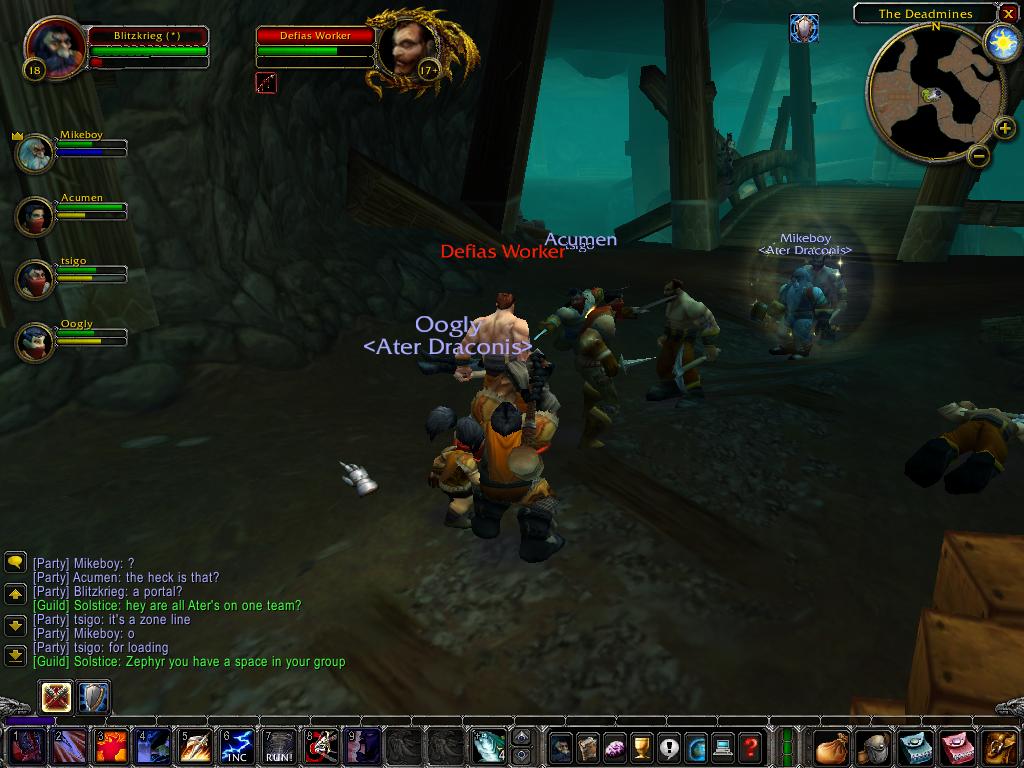 Blitzkrieg (*)
18
Defias Worker
17+
The Deadmines
N
Mikeboy
Acumen
tsigo
Oogly
Acumen
tsigo
Defias Worker
Mikeboy
<Ater Draconis>
Oogly
<Ater Draconis>
[Party] Mikeboy: ?
[Party] Acumen: the heck is that?
[Party] Blitzkrieg: a portal?
[Guild] Solstice: hey are all Ater's on one team?
[Party] tsigo: it's a zone line
[Party] Mikeboy: o
[Party] tsigo: for loading
[Guild] Solstice: Zephyr you have a space in your group
1 2 3 4 5 6 7 8 9
INC RUN!
4